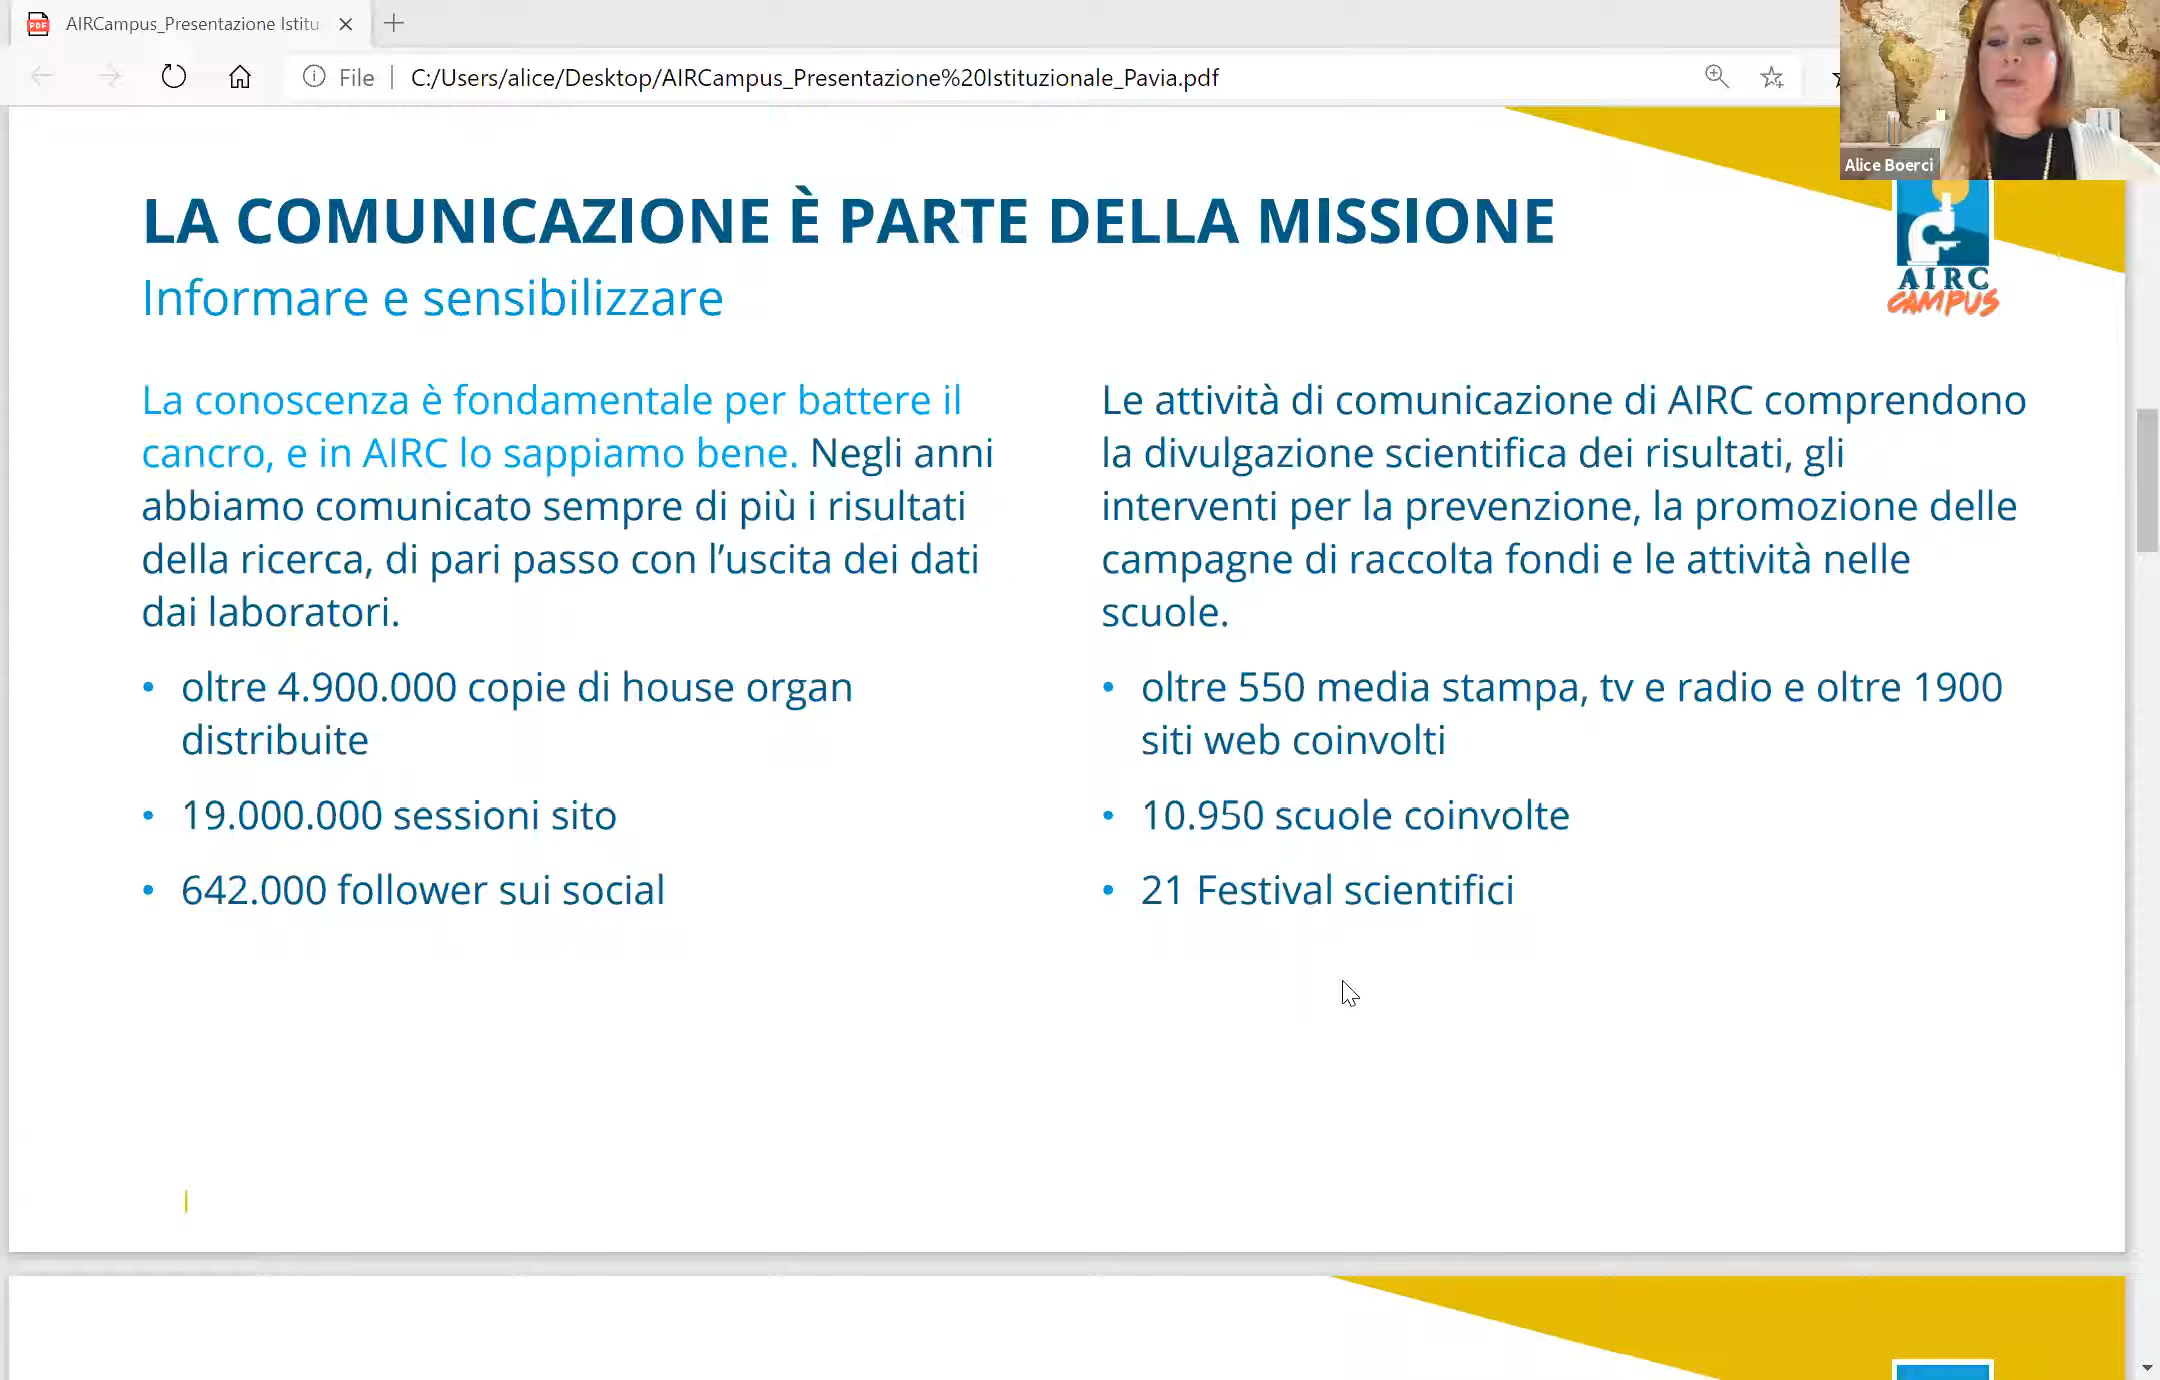 AIRCampus_Presentazione Istitu
File
C:/Users/alice/Desktop/AIRCampus_Presentazione%20Istituzionale_Pavia.pdf
Alice Boerci
LA COMUNICAZIONE È PARTE DELLA MISSIONE
Informare e sensibilizzare
AIRC
CAMPUS
La conoscenza è fondamentale per battere il
cancro, e in AIRC lo sappiamo bene. Negli anni
abbiamo comunicato sempre di più i risultati
della ricerca, di pari passo con l’uscita dei dati
dai laboratori.
• oltre 4.900.000 copie di house organ
distribuite
• 19.000.000 sessioni sito
• 642.000 follower sui social
Le attività di comunicazione di AIRC comprendono
la divulgazione scientifica dei risultati, gli
interventi per la prevenzione, la promozione delle
campagne di raccolta fondi e le attività nelle
scuole.
• oltre 550 media stampa, tv e radio e oltre 1900
siti web coinvolti
• 10.950 scuole coinvolte
• 21 Festival scientifici